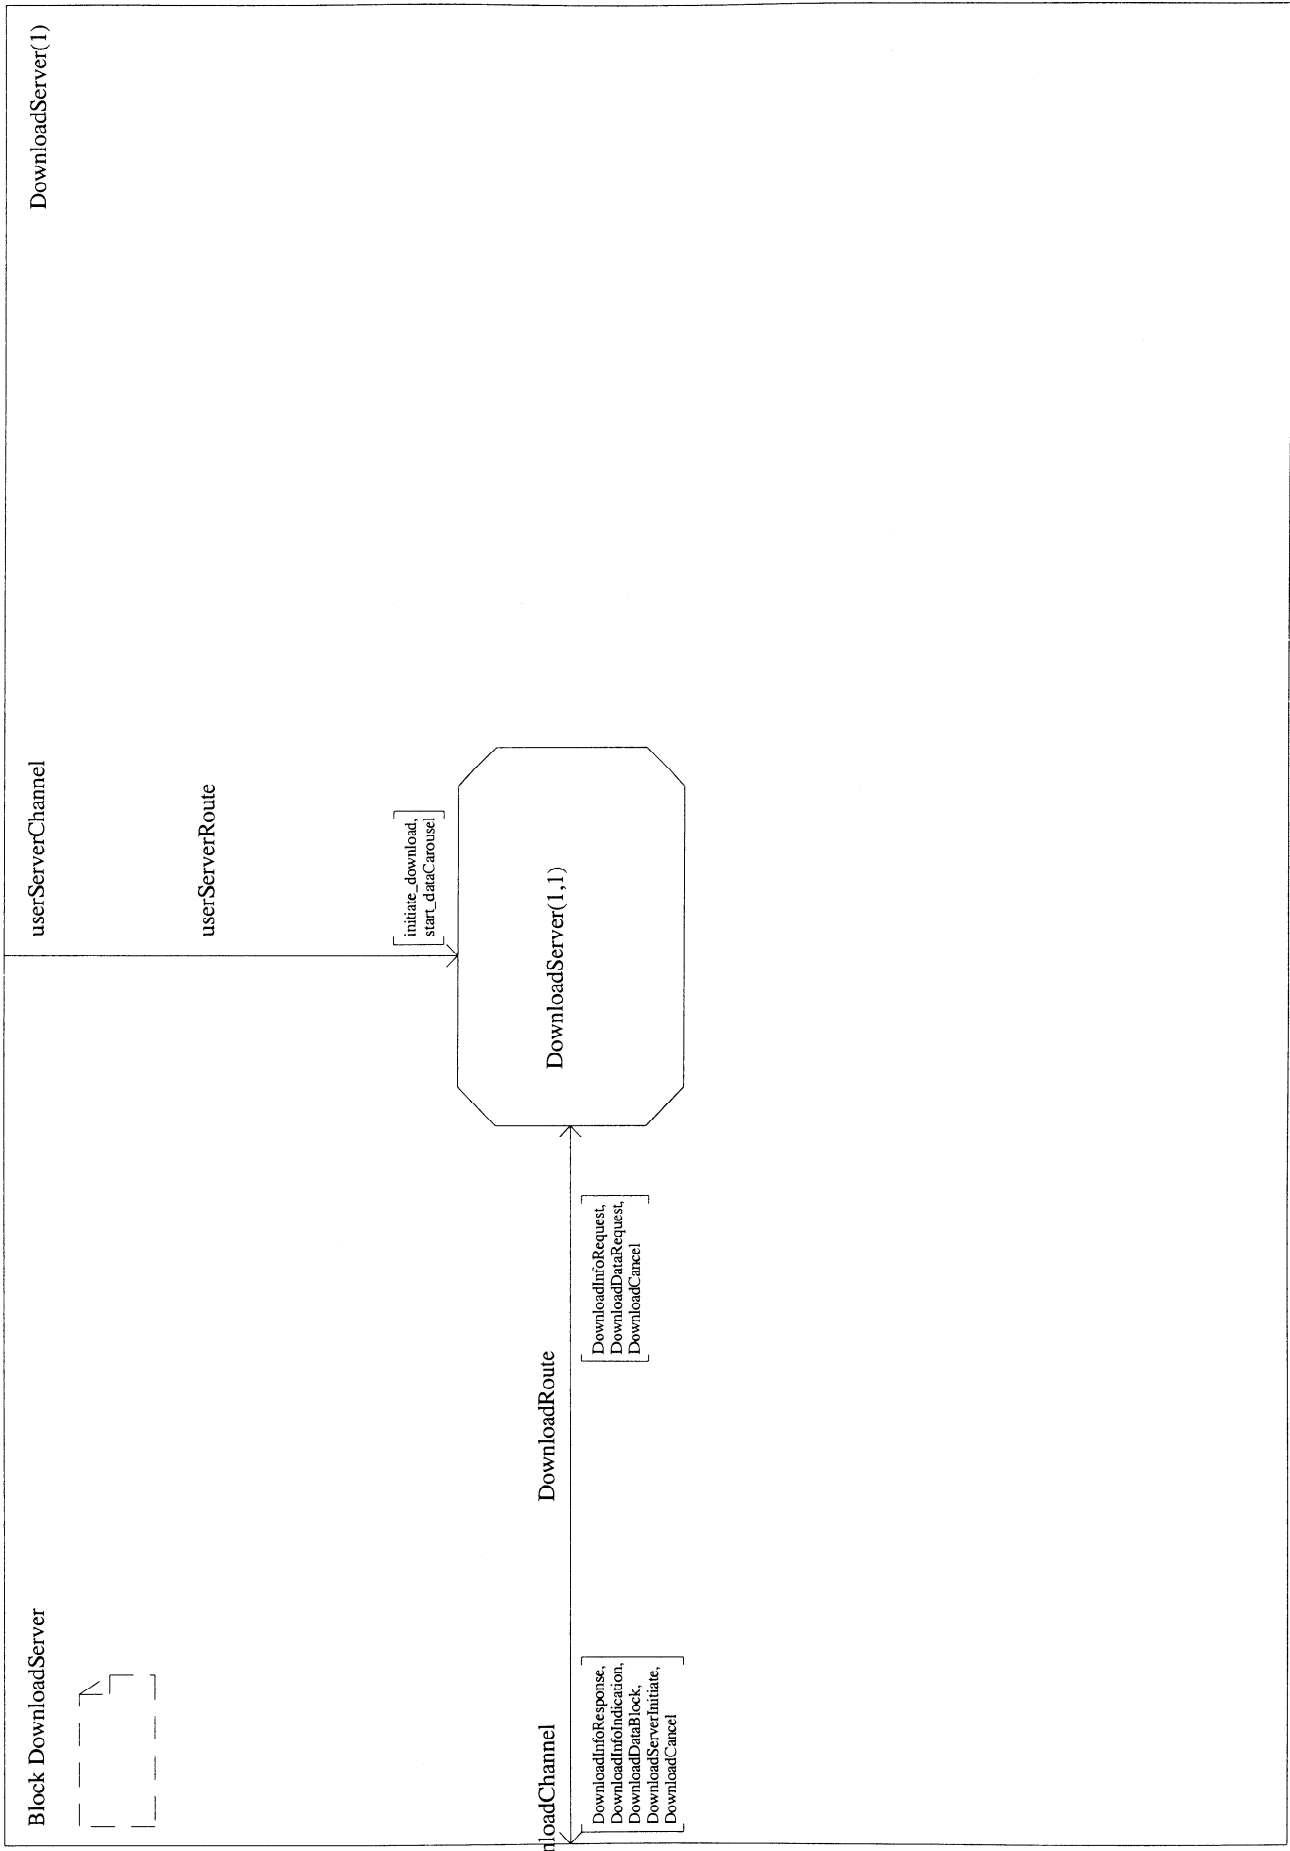 Block DownloadServer
DownloadServer(1)
userServerChannel
userServerRoute
initiate_download,
start_dataCarousel
DownloadServer(1,1)
nloadChannel
DownloadRoute
DownloadInfoResponse,
DownloadInfoIndication,
DownloadDataBlock,
DownloadServerInitiate,
DownloadCancel
DownloadInfoRequest,
DownloadDataRequest,
DownloadCancel